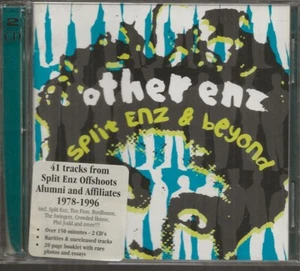 other enz
split enz & beyond
41 tracks from
Split Enz Offshoots
Alumni and Affiliates
1978-1996
incl. Split Enz, Tim Finn, Buzz
The Swingers, Crowded House,
Phil Judd and more!!!
• Over 150 minutes - 2 CD's
• Rarities & unreleased tracks
• 20 page booklet with rare
photos and essays